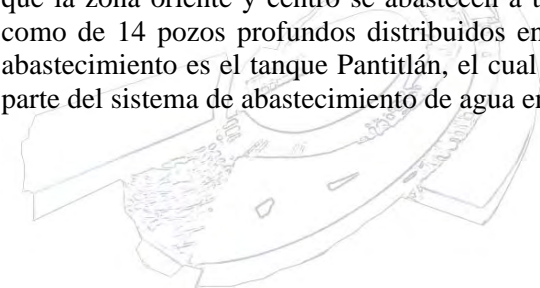 que la zona oriente y centro se abastecen a t
como de 14 pozos profundos distribuidos en
abastecimiento es el tanque Pantitlán, el cual
parte del sistema de abastecimiento de agua en